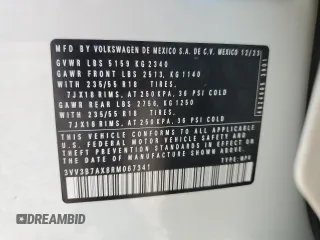 MFD BY VOLKSWAGEN DE MEXICO S.A. DE C.V. MEXICO 12/23
GVWR LBS 5159 KG 2340
GAWR FRONT LBS 2513, KG 1140
WITH 235/55 R18 TIRES,
7JX18 RIMS, AT 250 KPA, 36 PSI COLD
GAWR REAR LBS 2756, KG 1250
WITH 235/55 R18 TIRES,
7JX18 RIMS, AT 250 KPA, 36 PSI COLD
THIS VEHICLE CONFORMS TO ALL APPLICABLE
U.S. FEDERAL MOTOR VEHICLE SAFETY
STANDARDS IN EFFECT ON THE DATE OF
MANUFACTURE SHOWN ABOVE.
3VV3B7AX8RM067341
TYPE: MPV
DREAMBID